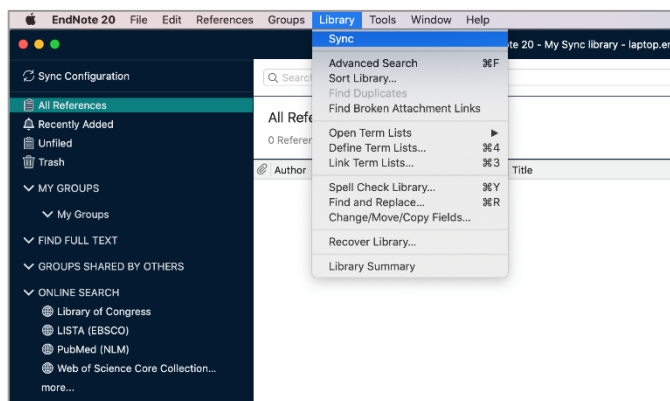 EndNote 20 File Edit References Groups Library Tools Window Help
Sync
te 20 - My Sync library - laptop.en
Sync Configuration
Search
Advanced Search ⌘F
Sort Library...
Find Duplicates
Find Broken Attachment Links
All References
Recently Added
Unfiled
Trash
All Refe
0 Referer
Open Term Lists ▶
Define Term Lists... ⌘4
Link Term Lists... ⌘3
Author
Title
Spell Check Library... ⌘Y
Find and Replace... ⌘R
Change/Move/Copy Fields...
Recover Library...
Library Summary
MY GROUPS
My Groups
FIND FULL TEXT
GROUPS SHARED BY OTHERS
ONLINE SEARCH
Library of Congress
LISTA (EBSCO)
PubMed (NLM)
Web of Science Core Collection...
more...